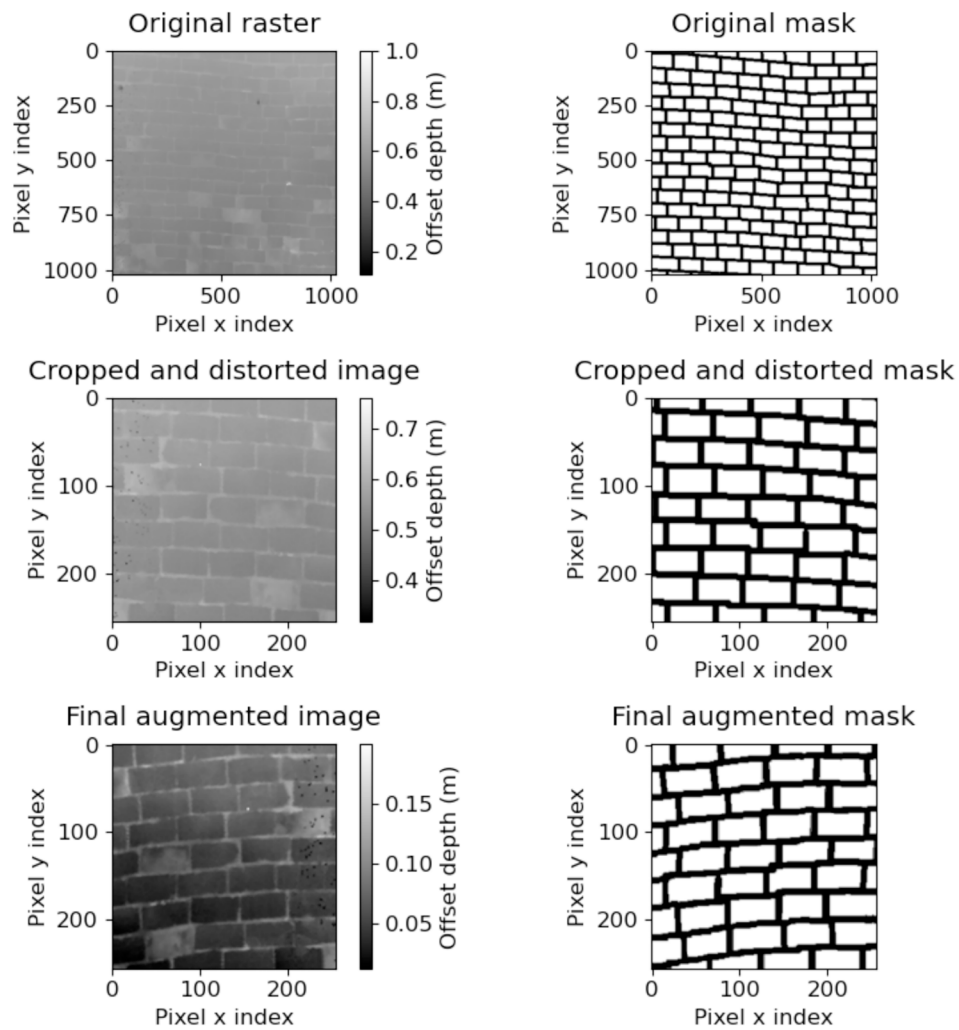 Original raster
Original mask
0
250
500
750
1000
Pixel y index
0
500
1000
Pixel x index
1.0
0.8
0.6
0.4
0.2
Offset depth (m)
0
250
500
750
1000
Pixel y index
0
500
1000
Pixel x index
Cropped and distorted image
Cropped and distorted mask
0
100
200
Pixel y index
0
100
200
Pixel x index
0.7
0.6
0.5
0.4
Offset depth (m)
0
100
200
Pixel y index
0
100
200
Pixel x index
Final augmented image
Final augmented mask
0
100
200
Pixel y index
0
100
200
Pixel x index
0.15
0.10
0.05
Offset depth (m)
0
100
200
Pixel y index
0
100
200
Pixel x index